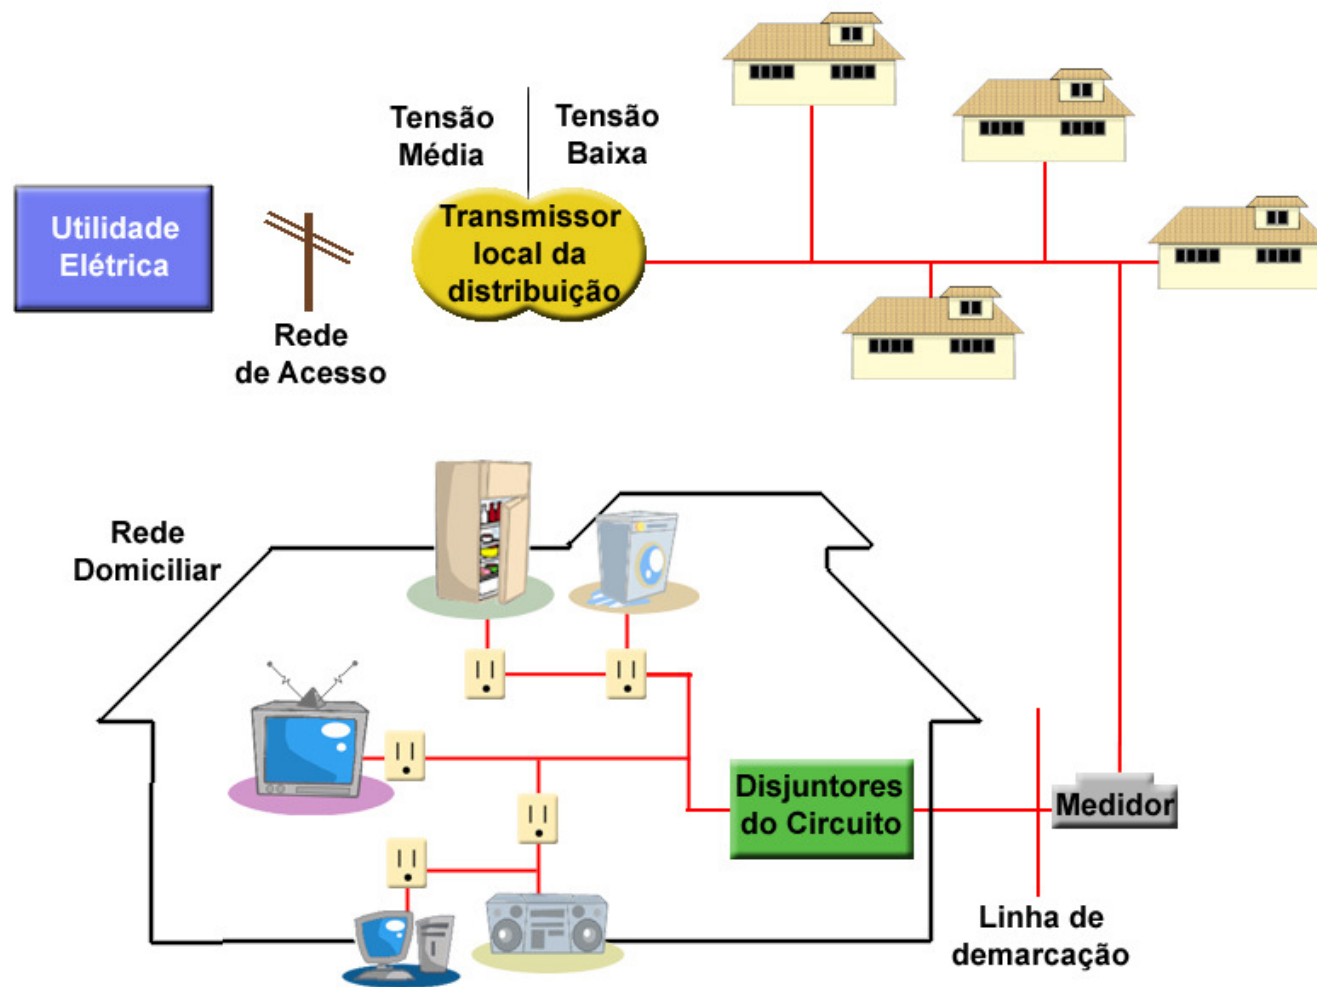 Tensão
Média
Tensão
Baixa
Utilidade
Elétrica
Transmissor
local da
distribuição
Rede
de Acesso
Rede
Domiciliar
Disjuntores
do Circuito
Medidor
Linha de
demarcação